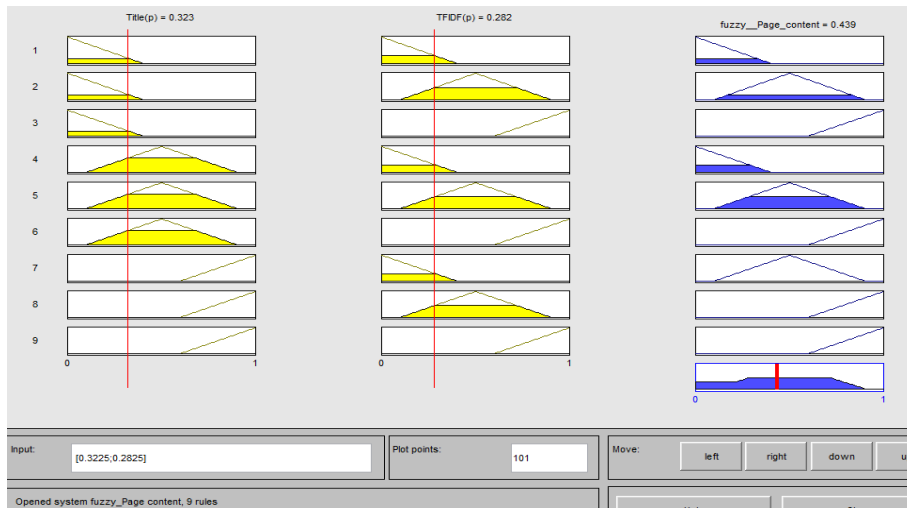 Title(p) = 0.323
TFIDF(p) = 0.282
fuzzy__Page_content = 0.439
1
2
3
4
5
6
7
8
9
0 1
0 1
0 1
Input:
[0.3225;0.2825]
Plot points:
101
Move:
left
right
down
Opened system fuzzy_Page content, 9 rules